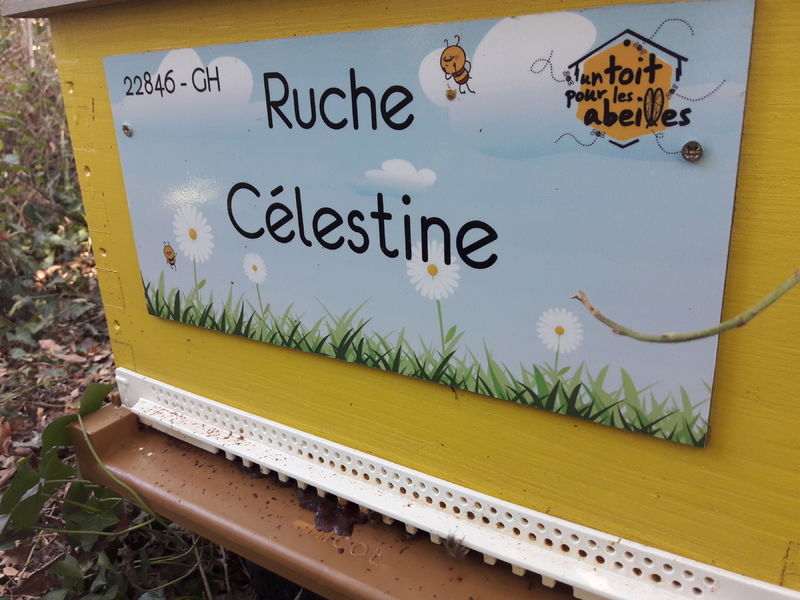 22846 - GH
Ruche
Célestine
un toit
pour les
abeilles